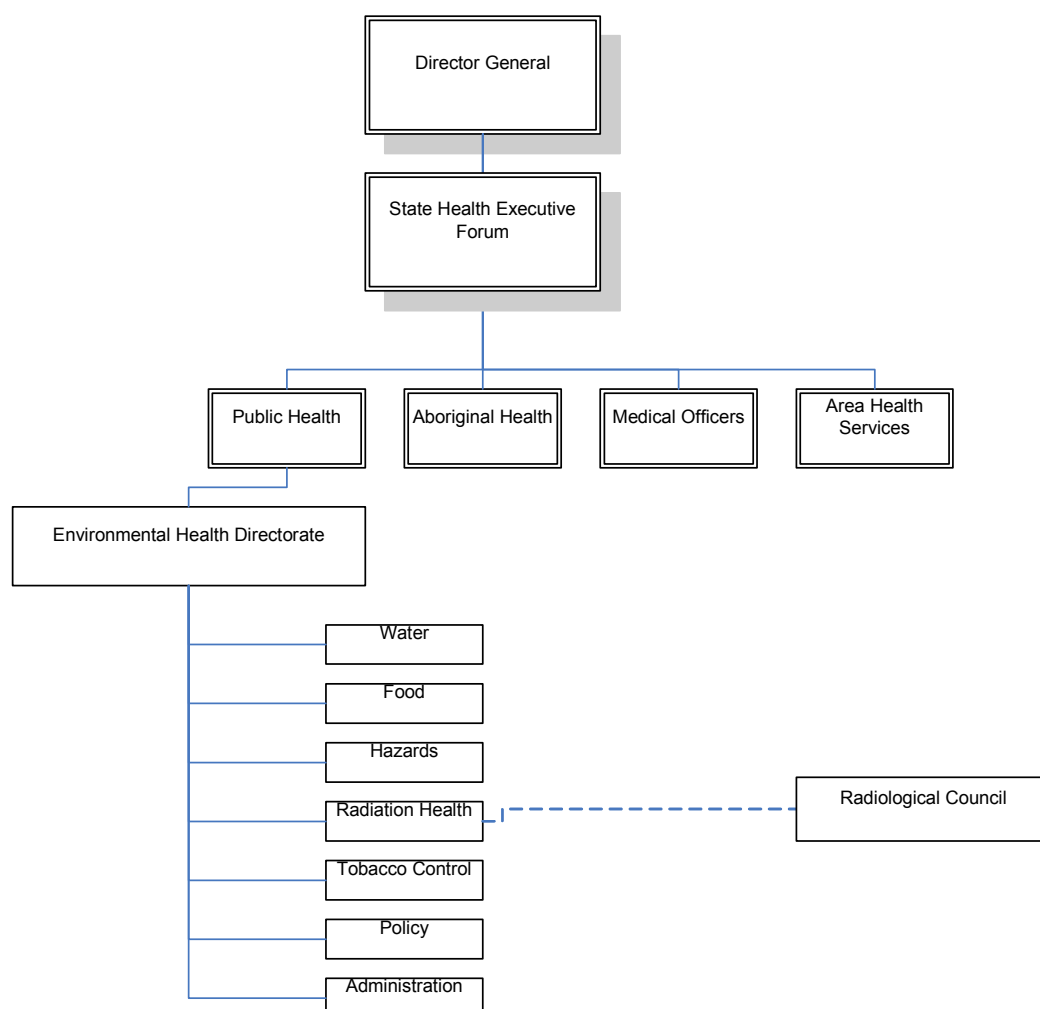 Director General
State Health Executive
Forum
Public Health
Aboriginal Health
Medical Officers
Area Health
Services
Environmental Health Directorate
Water
Food
Hazards
Radiation Health
Radiological Council
Tobacco Control
Policy
Administration